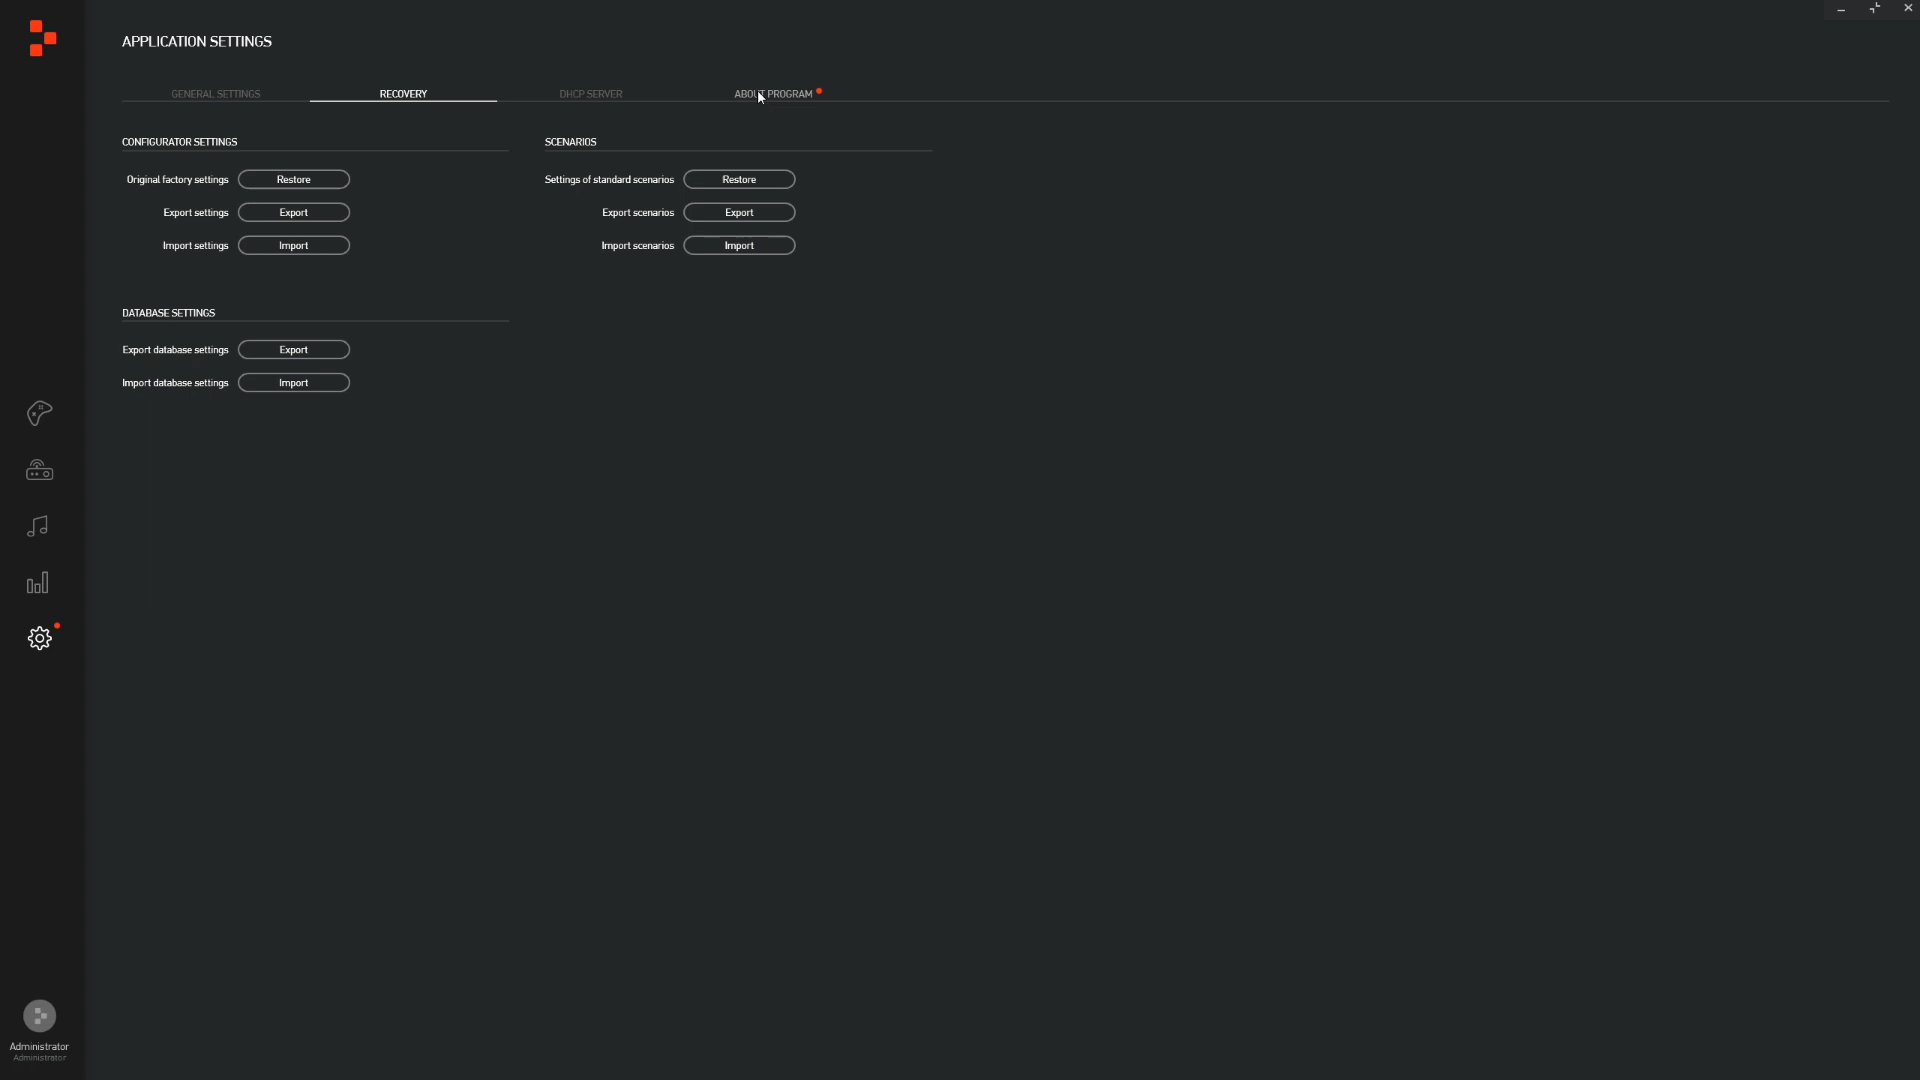 APPLICATION SETTINGS
GENERAL SETTINGS
RECOVERY
DHCP SERVER
ABOUT PROGRAM
CONFIGURATOR SETTINGS
Original factory settings Restore
Export settings Export
Import settings Import
SCENARIOS
Settings of standard scenarios Restore
Export scenarios Export
Import scenarios Import
DATABASE SETTINGS
Export database settings Export
Import database settings Import
Administrator
Administrator